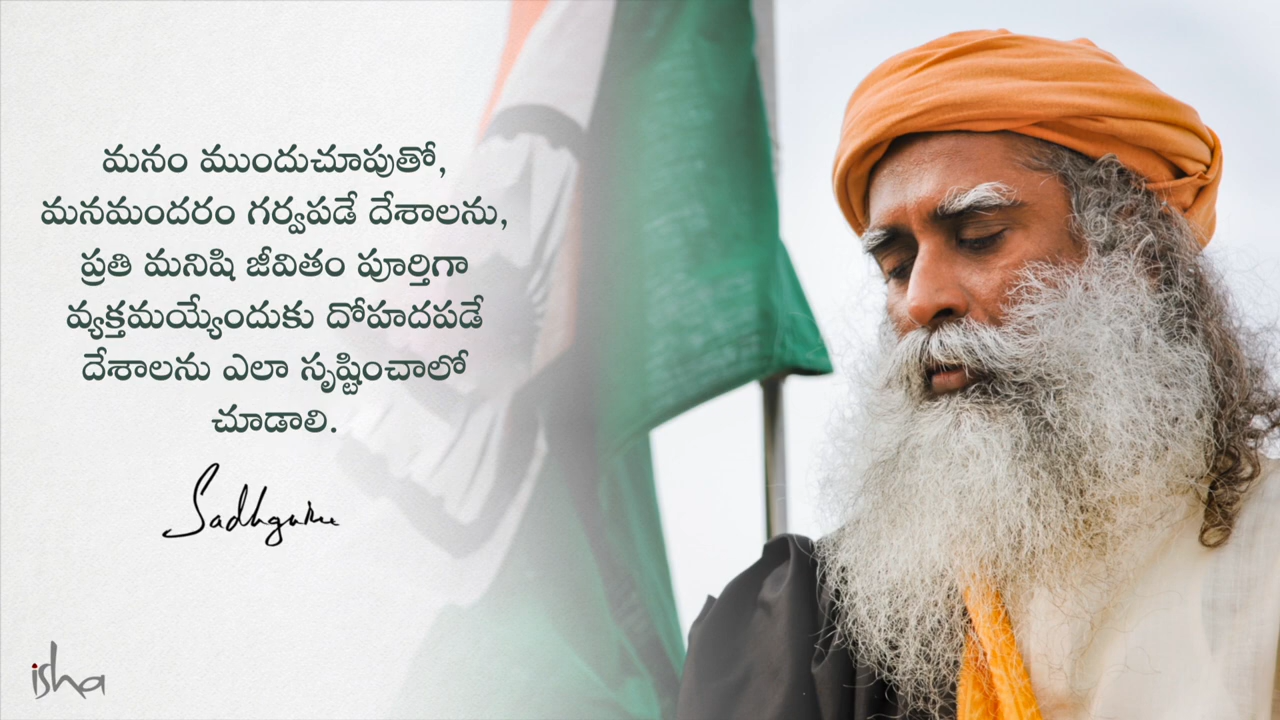 మనం ముందుచూపుతో,
మనమందరం గర్వపడే దేశాలను,
ప్రతి మనిషి జీవితం పూర్తిగా
వ్యక్తమయ్యేందుకు దోహదపడే
దేశాలను ఎలా సృష్టించాలో
చూడాలి.
Sadhguru
isha